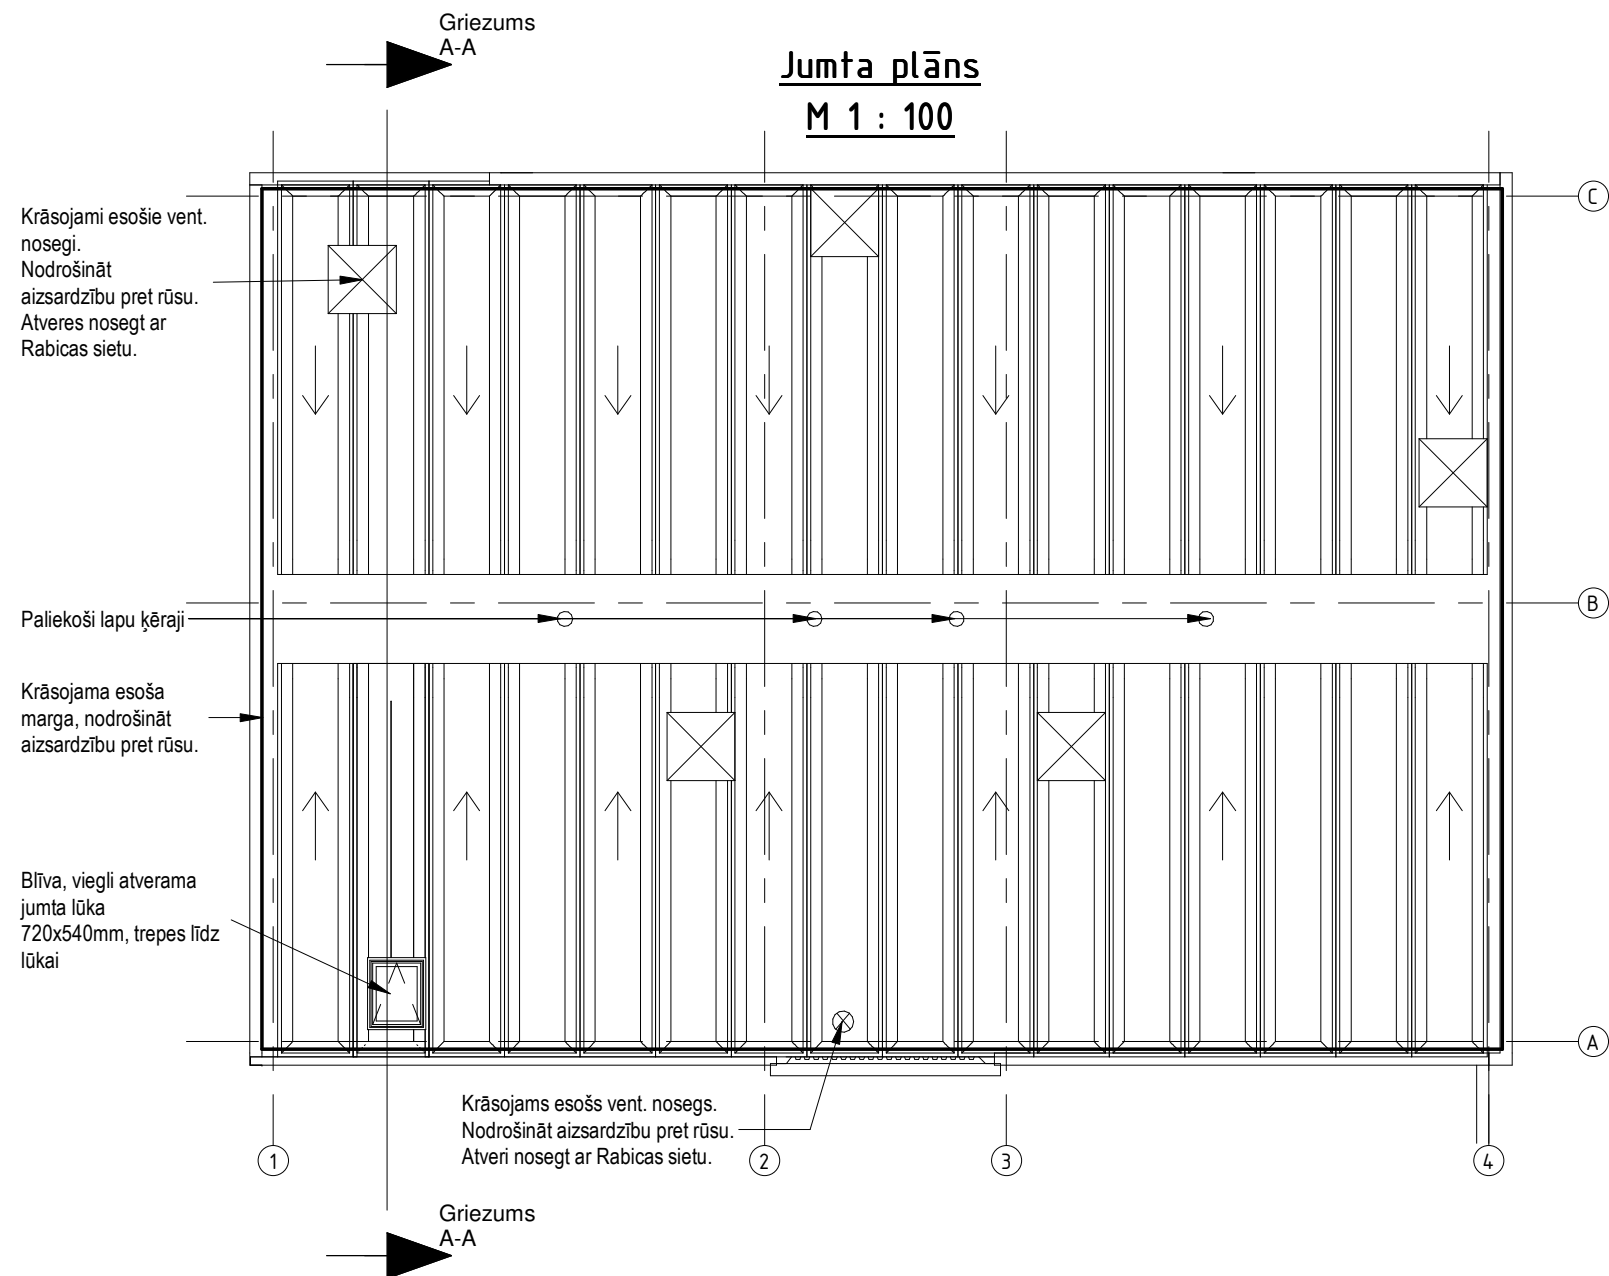 Griezums
A-A
Jumta plāns
M 1 : 100
C
Krāsojami esošie vent.
nosegi.
Nodrošināt
aizsardzību pret rūsu.
Atveres nosegt ar
Rabicas sietu.
B
Paliekoši lapu ķēraji
Krāsojama esoša
marga, nodrošināt
aizsardzību pret rūsu.
Blīva, viegli atverama
jumta lūka
720x540mm, trepes līdz
lūkai
A
Krāsojams esošs vent. nosegs.
Nodrošināt aizsardzību pret rūsu.
Atveri nosegt ar Rabicas sietu.
1
2
3
4
Griezums
A-A